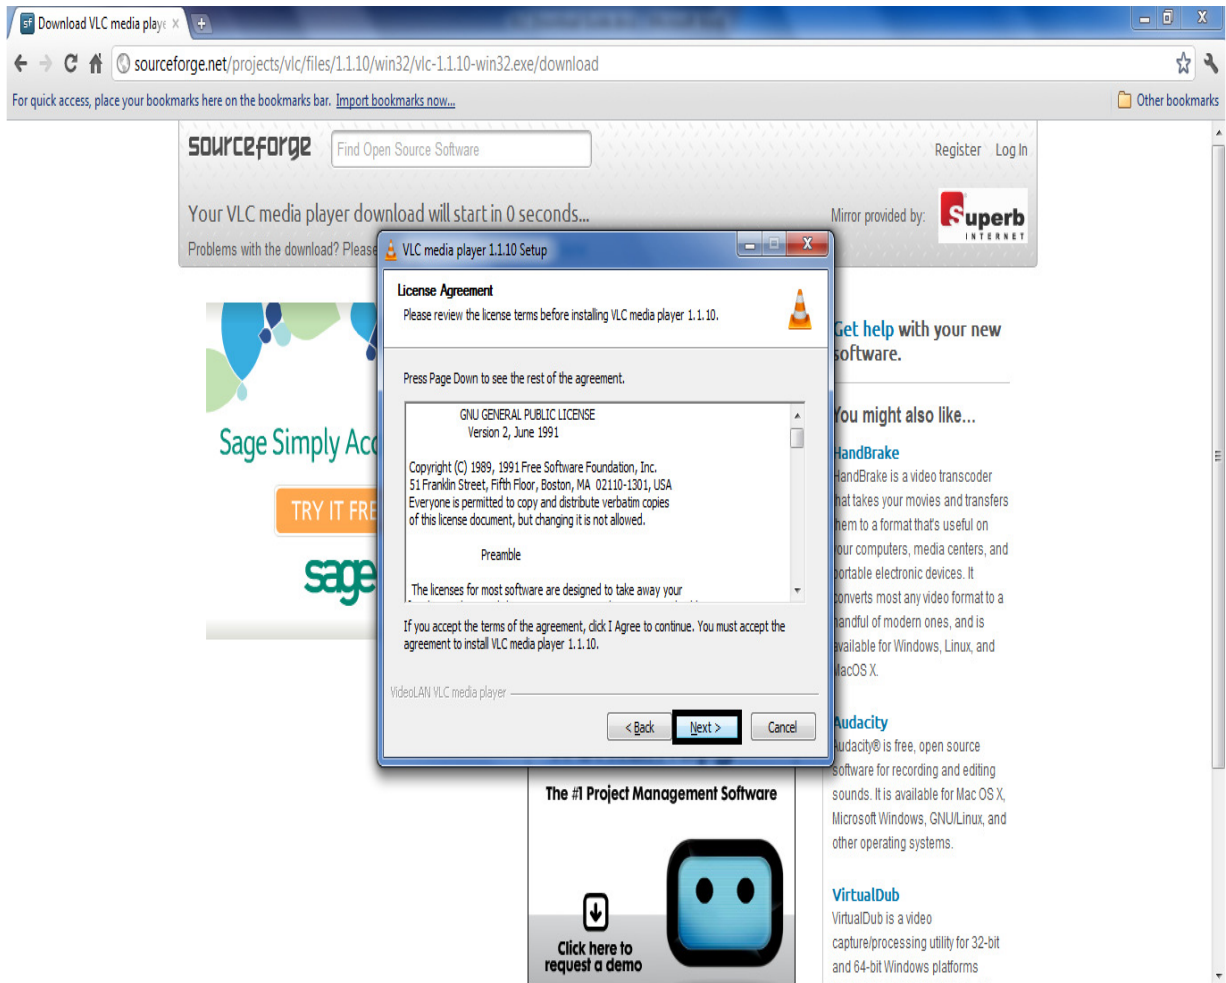 Download VLC media playe
sourceforge.net/projects/vlc/files/1.1.10/win32/vlc-1.1.10-win32.exe/download
For quick access, place your bookmarks here on the bookmarks bar. Import bookmarks now...
Other bookmarks
sourceforge
Find Open Source Software
Register Log In
Your VLC media player download will start in 0 seconds...
Mirror provided by:
Superb
INTERNET
Problems with the download? Please
VLC media player 1.1.10 Setup
License Agreement
Please review the license terms before installing VLC media player 1.1.10.
Press Page Down to see the rest of the agreement.
GNU GENERAL PUBLIC LICENSE
Version 2, June 1991
Copyright (C) 1989, 1991 Free Software Foundation, Inc.
51 Franklin Street, Fifth Floor, Boston, MA 02110-1301, USA
Everyone is permitted to copy and distribute verbatim copies
of this license document, but changing it is not allowed.
Preamble
The licenses for most software are designed to take away your
If you accept the terms of the agreement, click I Agree to continue. You must accept the
agreement to install VLC media player 1.1.10.
VideoLAN VLC media player
< Back
Next >
Cancel
Sage Simply Acc
TRY IT FRE
sage
Get help with your new
software.
You might also like...
HandBrake
HandBrake is a video transcoder
that takes your movies and transfers
them to a format that's useful on
your computers, media centers, and
portable electronic devices. It
converts most any video format to a
handful of modern ones, and is
available for Windows, Linux, and
MacOS X.
Audacity
Audacity® is free, open source
software for recording and editing
sounds. It is available for Mac OS X,
Microsoft Windows, GNU/Linux, and
other operating systems.
VirtualDub
VirtualDub is a video
capture/processing utility for 32-bit
and 64-bit Windows platforms
The #1 Project Management Software
Click here to
request a demo